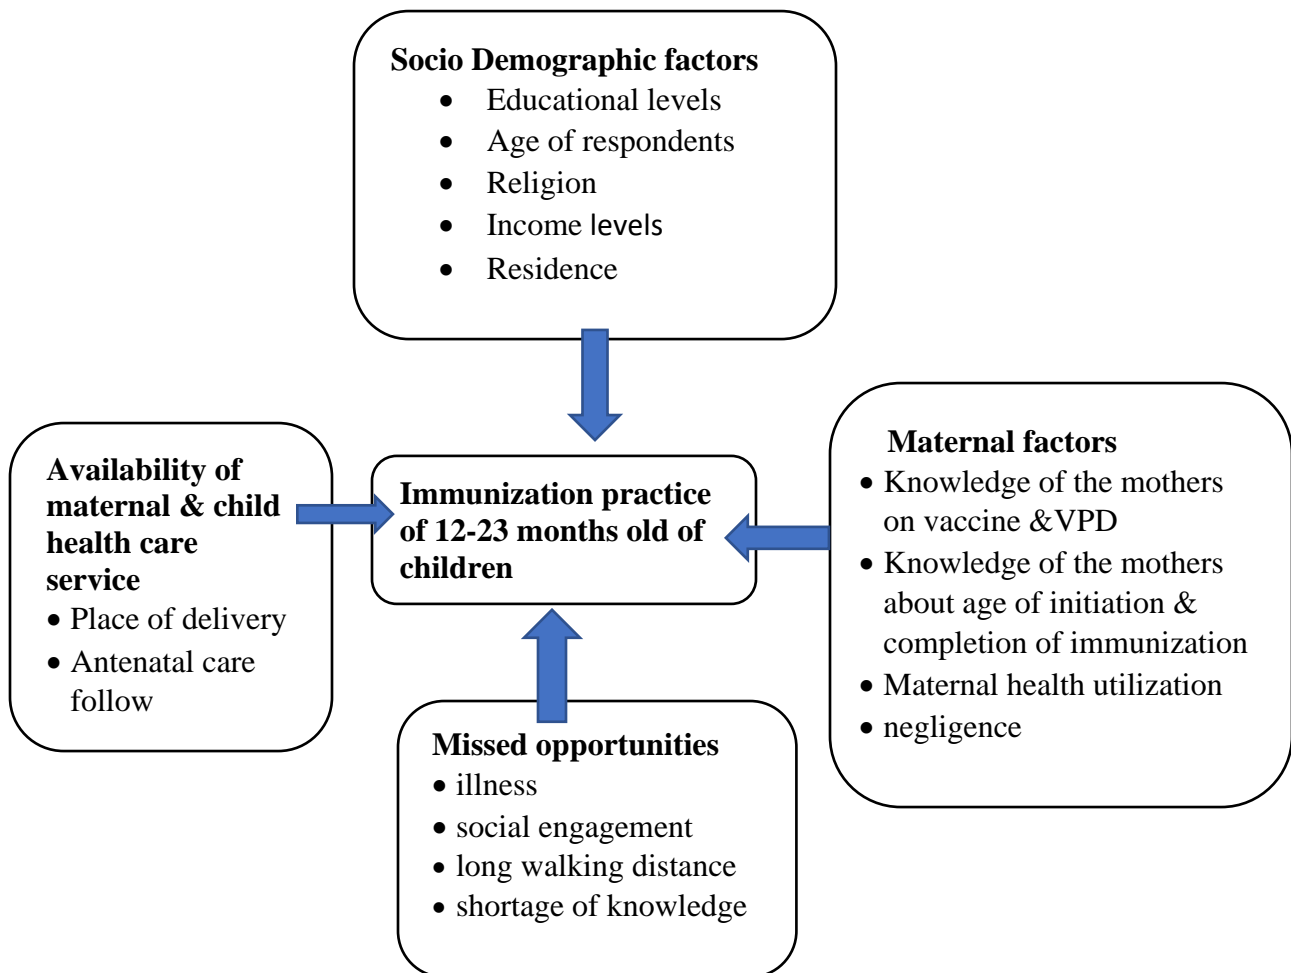 Socio Demographic factors
• Educational levels
• Age of respondents
• Religion
• Income levels
• Residence
Availability of
maternal & child
health care
service
• Place of delivery
• Antenatal care
follow
Immunization practice
of 12-23 months old of
children
Maternal factors
• Knowledge of the mothers
on vaccine &VPD
• Knowledge of the mothers
about age of initiation &
completion of immunization
• Maternal health utilization
• negligence
Missed opportunities
• illness
• social engagement
• long walking distance
• shortage of knowledge